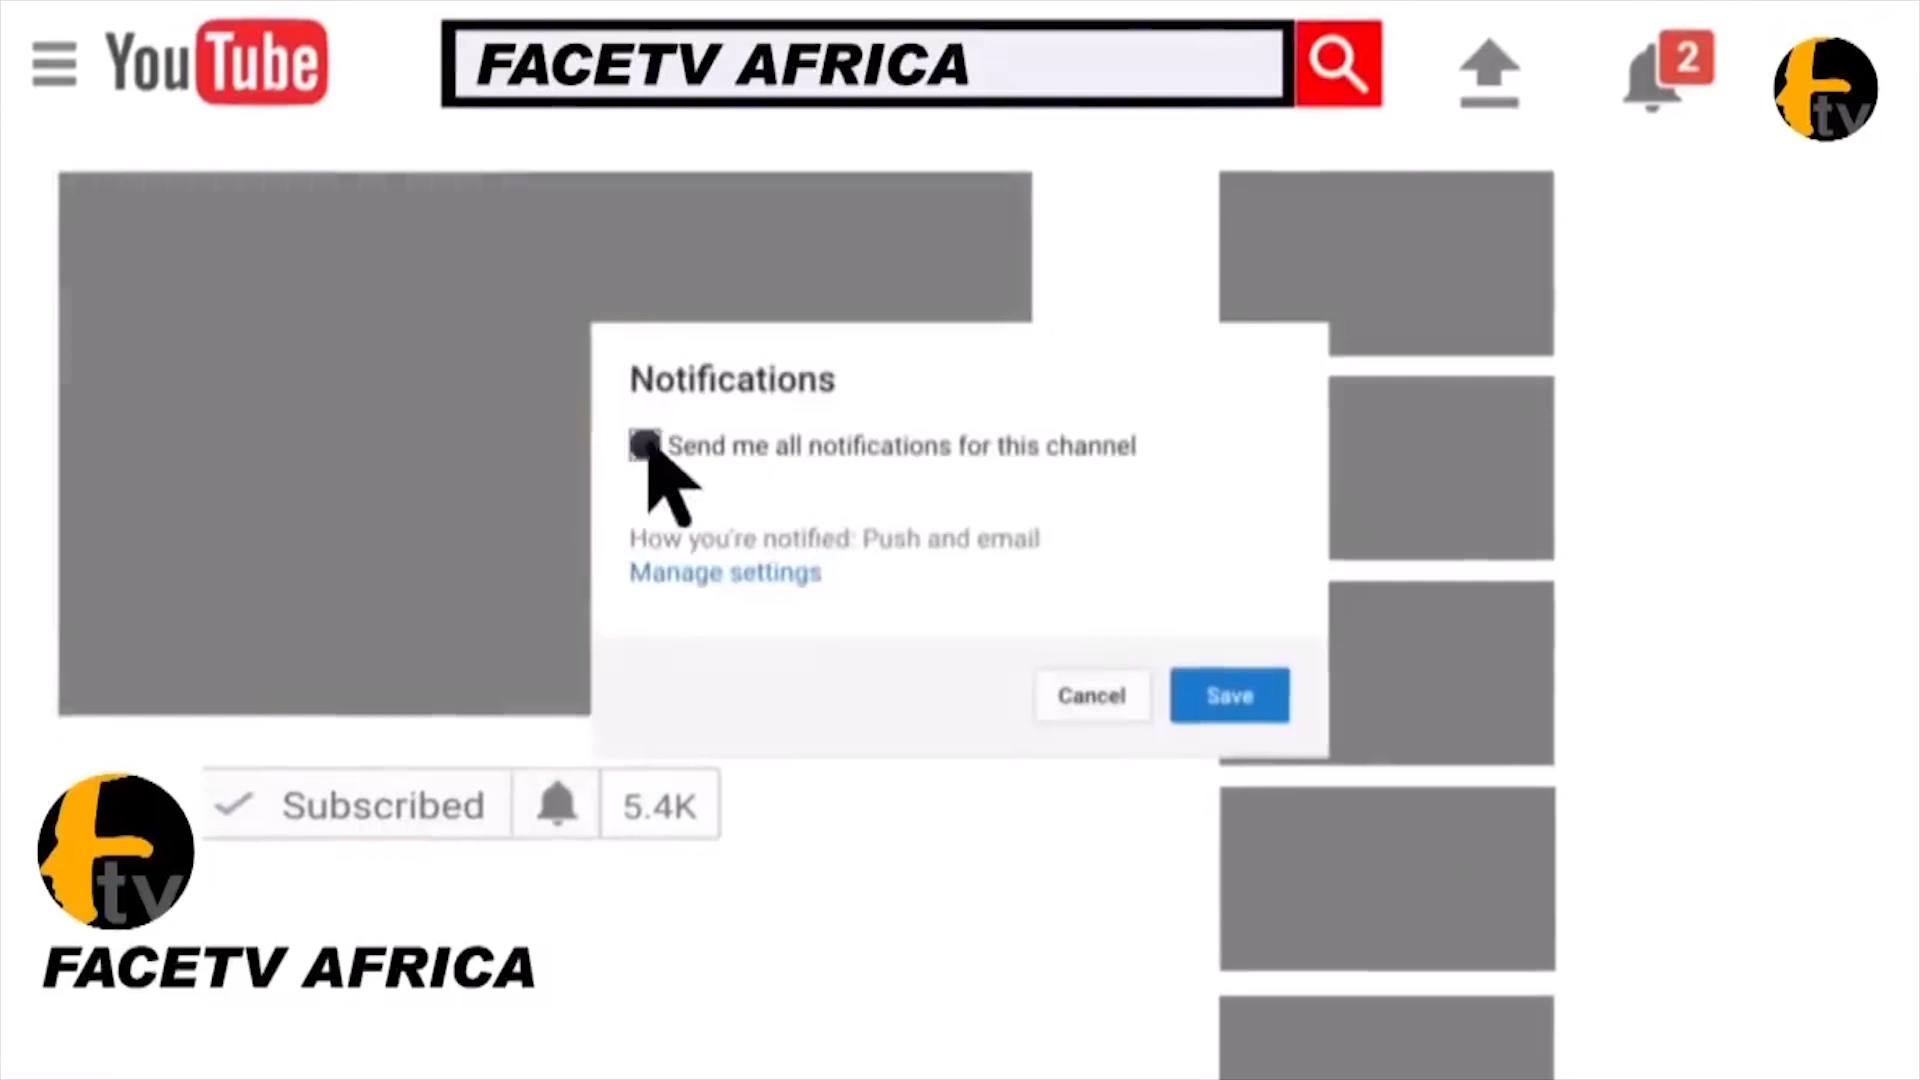 YouTube
FACETV AFRICA
2
tv
Notifications
Send me all notifications for this channel
How you're notified: Push and email
Manage settings
Cancel
Save
Subscribed
5.4K
tv
FACETV AFRICA